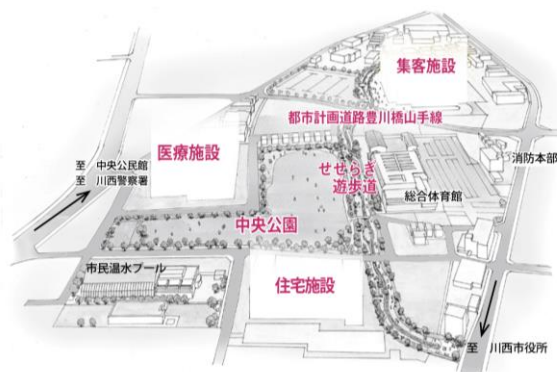 集客施設
都市計画道路豊川橋山手線
医療施設
消防本部
至 中央公民館
至 川西警察署
せせらぎ
遊歩道
総合体育館
中央公園
市民温水プール
住宅施設
至 川西市役所